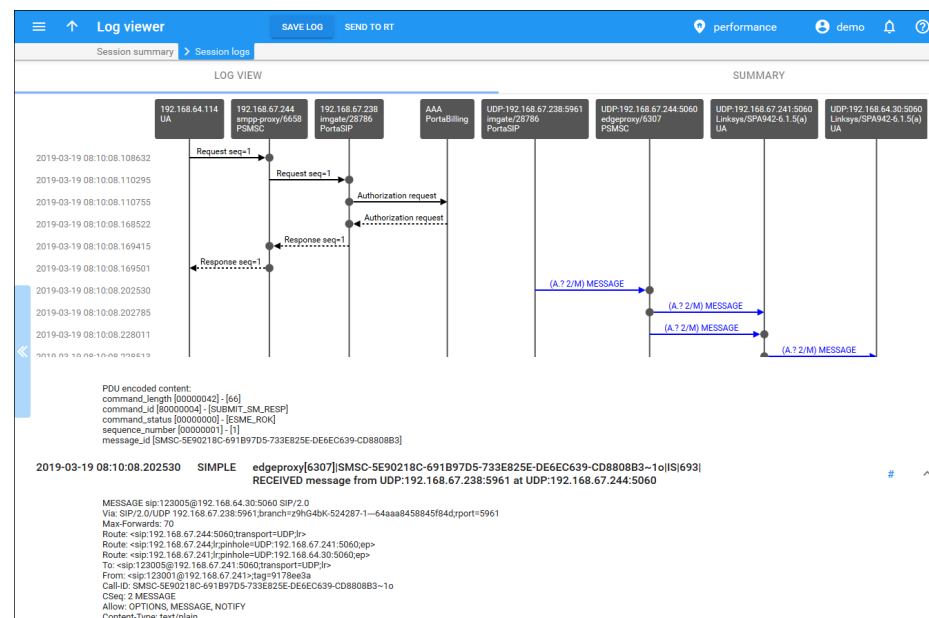 Log viewer
SAVE LOG
SEND TO RT
performance
demo
Session summary
Session logs
LOG VIEW
SUMMARY
192.168.64.114
UA
192.168.67.244
smpp-proxy/6658
PSMSC
192.168.67.238
imgate/28786
PortaSIP
AAA
PortaBilling
UDP:192.168.67.238:5961
imgate/28786
PortaSIP
UDP:192.168.67.244:5060
edgeproxy/6307
PSMSC
UDP:192.168.67.241:5060
Linksys/SPA942-6.1.5(a)
UA
UDP:192.168.64.30:5060
Linksys/SPA942-6.1.5(a)
UA
2019-03-19 08:10:08.108632
Request seq=1
2019-03-19 08:10:08.110295
Request seq=1
2019-03-19 08:10:08.110755
Authorization request
2019-03-19 08:10:08.168522
Authorization request
2019-03-19 08:10:08.169415
Response seq=1
2019-03-19 08:10:08.169501
Response seq=1
2019-03-19 08:10:08.202530
(A.? 2/M) MESSAGE
2019-03-19 08:10:08.202785
(A.? 2/M) MESSAGE
2019-03-19 08:10:08.228011
(A.? 2/M) MESSAGE
2019-03-19 08:10:08.228513
(A.? 2/M) MESSAGE
PDU encoded content:
command_length [00000042] - [66]
command_id [80000004] - [SUBMIT_SM_RESP]
command_status [00000000] - [ESME_ROK]
sequence_number [00000001] - [1]
message_id [SMSC-5E90218C-691B97D5-733E825E-DE6EC639-CD8808B3]
2019-03-19 08:10:08.202530 SIMPLE edgeproxy[6307]|SMSC-5E90218C-691B97D5-733E825E-DE6EC639-CD8808B3~1o|IS|693|
RECEIVED message from UDP:192.168.67.238:5961 at UDP:192.168.67.244:5060
#
MESSAGE sip:123005@192.168.64.30:5060 SIP/2.0
Via: SIP/2.0/UDP 192.168.67.238:5961;branch=z9hG4bK-524287-1—64aaa8458845f84d;rport=5961
Max-Forwards: 70
Route: <sip:192.168.67.244:5060;transport=UDP;lr>
Route: <sip:192.168.67.244;lr;pinhole=UDP:192.168.67.241:5060;ep>
Route: <sip:192.168.67.241;lr;pinhole=UDP:192.168.64.30:5060;ep>
To: <sip:123005@192.168.67.241:5060;transport=UDP;lr>
From: <sip:123001@192.168.67.241>;tag=9178ee3a
Call-ID: SMSC-5E90218C-691B97D5-733E825E-DE6EC639-CD8808B3~1o
CSeq: 2 MESSAGE
Allow: OPTIONS, MESSAGE, NOTIFY
Content-Type: text/plain